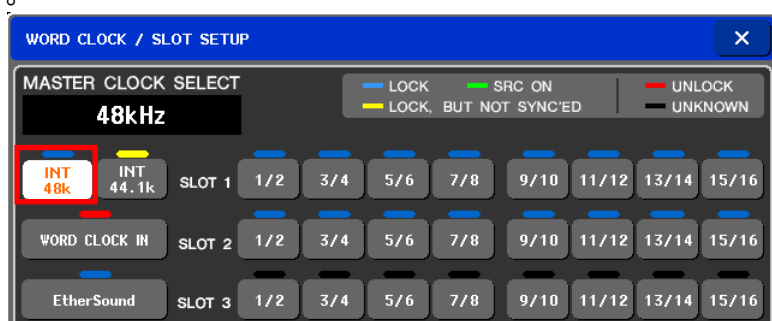 WORD CLOCK / SLOT SETUP
MASTER CLOCK SELECT
48kHz
LOCK SRC ON UNLOCK
LOCK, BUT NOT SYNC'ED UNKNOWN
INT 48k
INT 44.1k
SLOT 1 1/2 3/4 5/6 7/8 9/10 11/12 13/14 15/16
WORD CLOCK IN SLOT 2 1/2 3/4 5/6 7/8 9/10 11/12 13/14 15/16
EtherSound SLOT 3 1/2 3/4 5/6 7/8 9/10 11/12 13/14 15/16